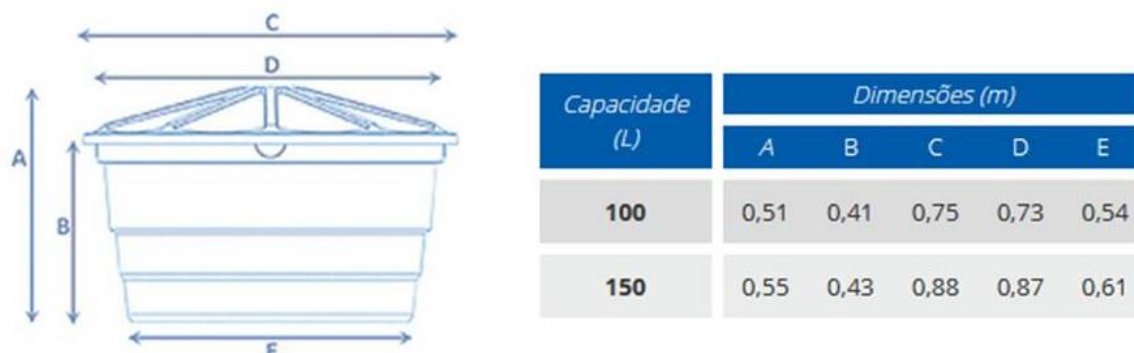 C
D
A
B
E
Capacidade
(L)
Dimensões (m)
A B C D E
100 0,51 0,41 0,75 0,73 0,54
150 0,55 0,43 0,88 0,87 0,61